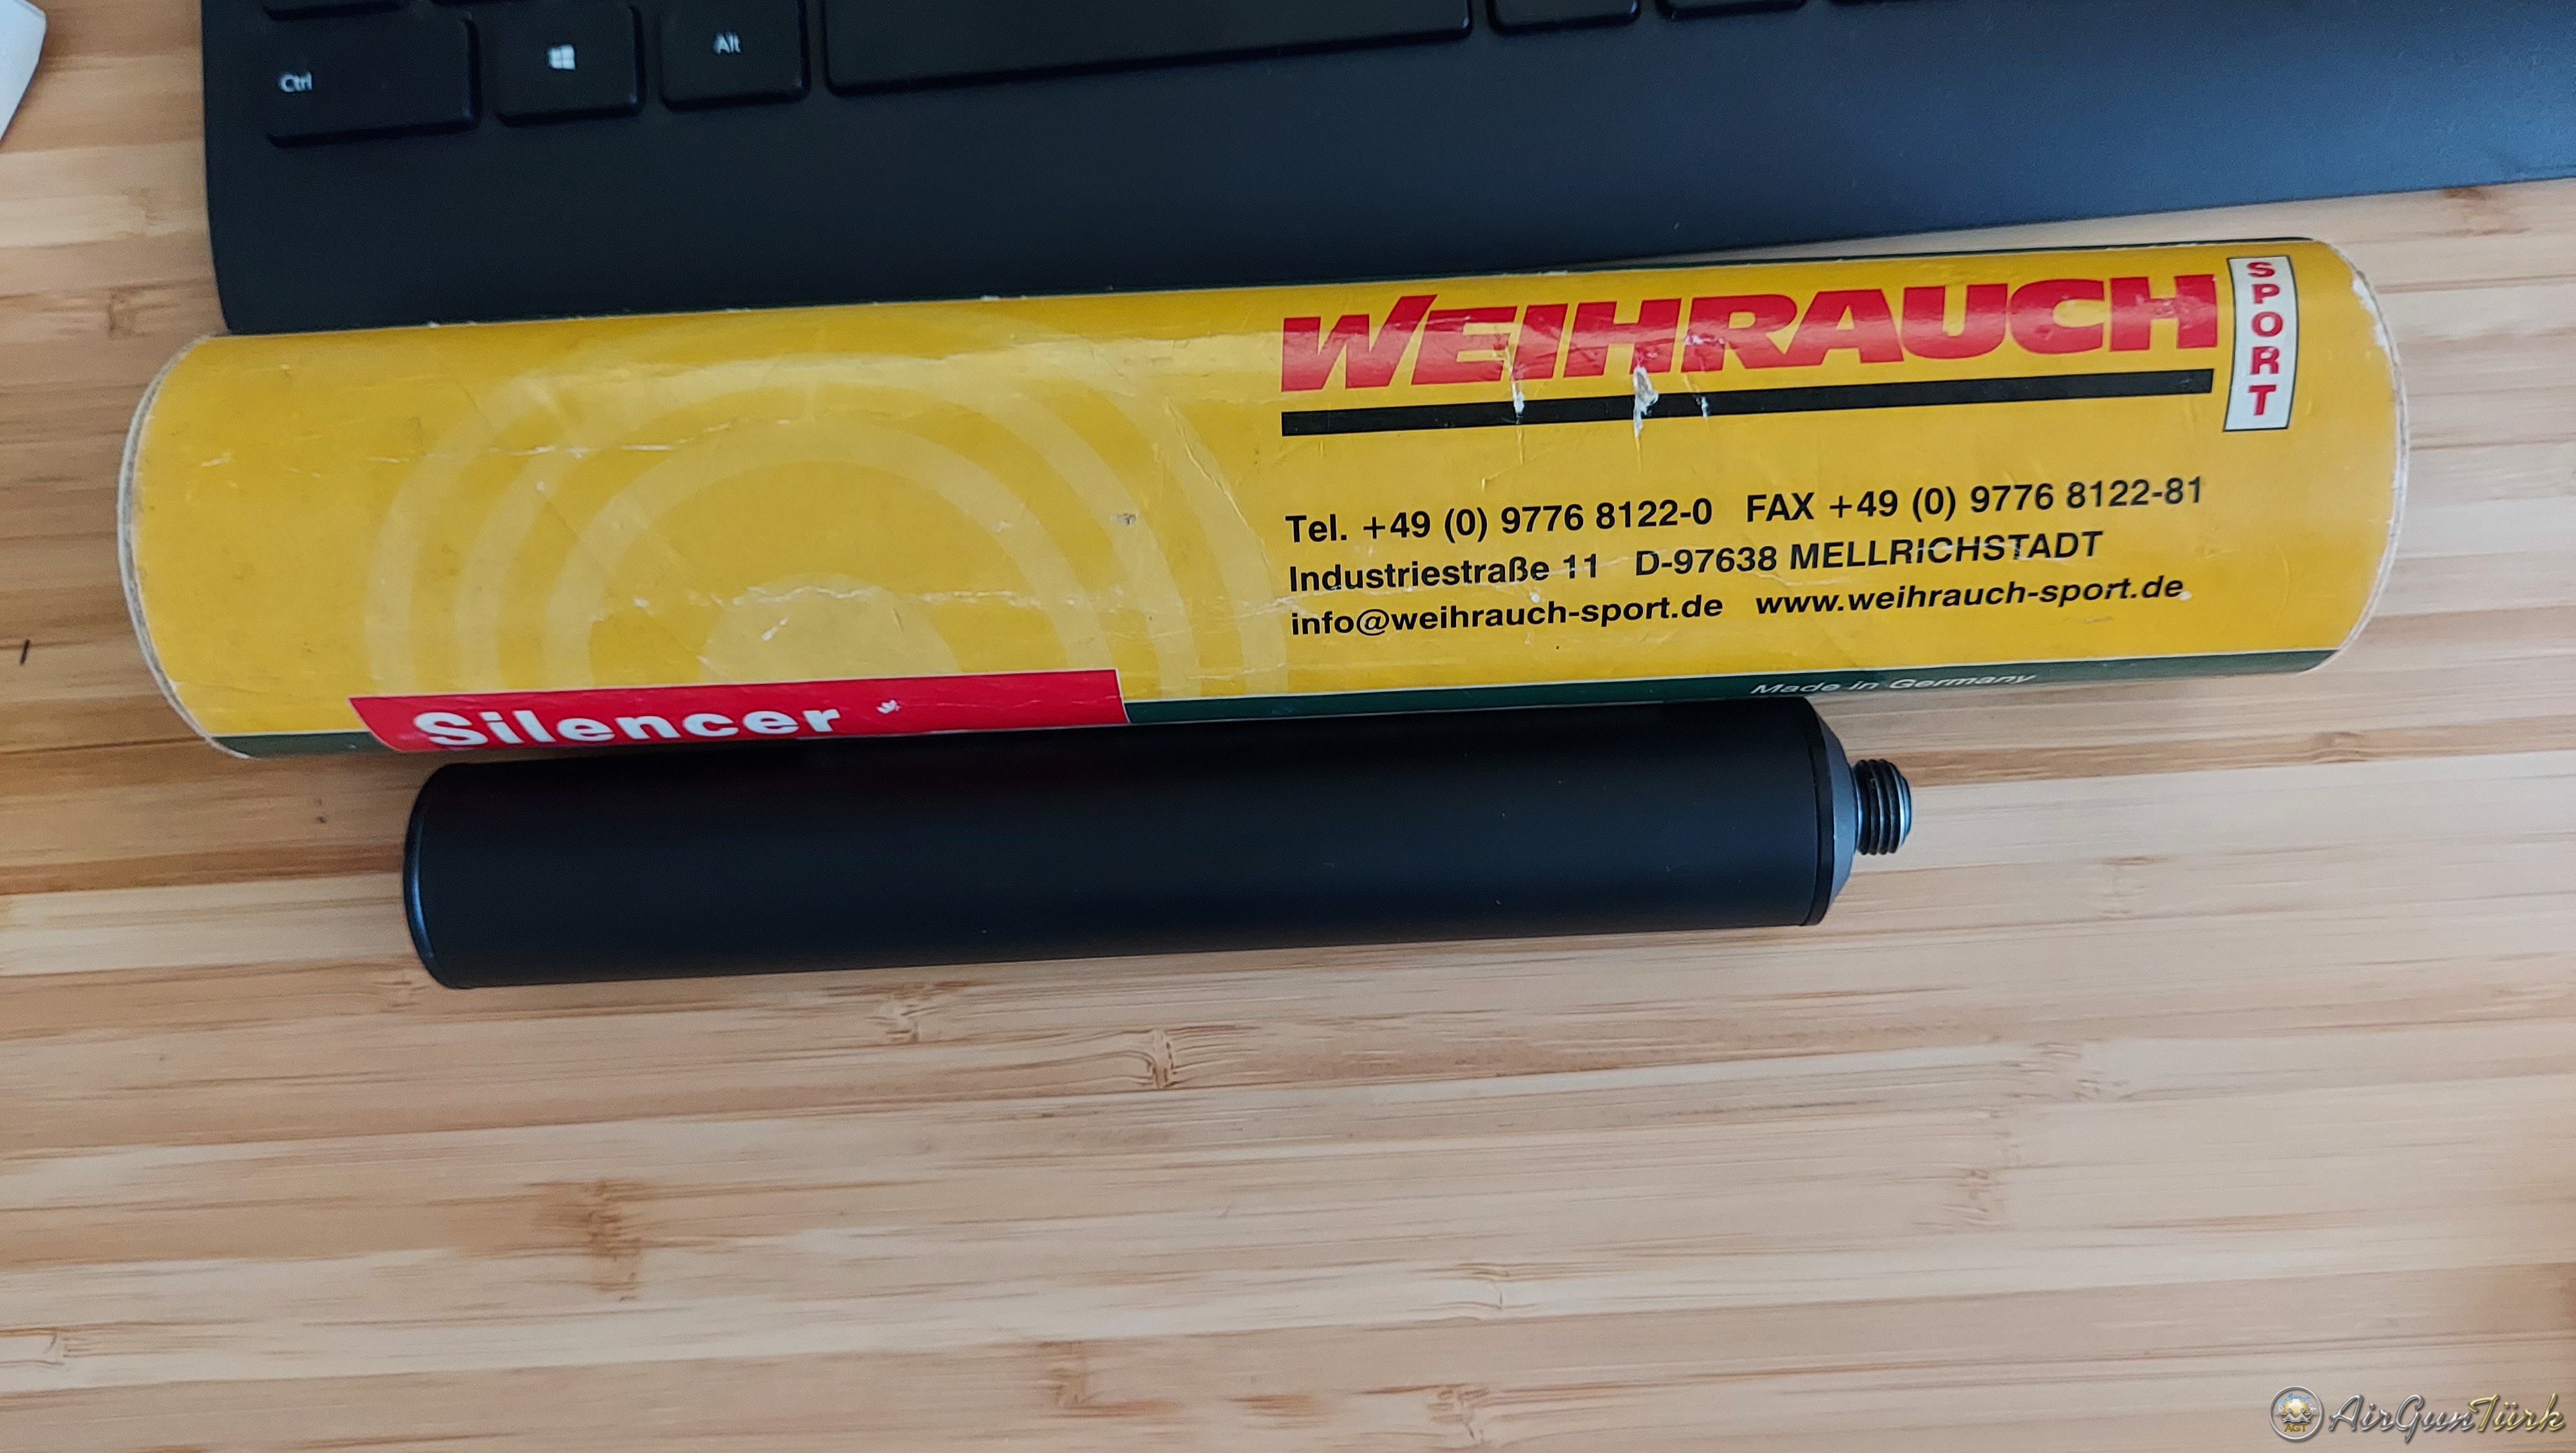 Ctrl
Alt
WEIHRAUCH
SPORT
Tel. +49 (0) 9776 8122-0 FAX +49 (0) 9776 8122-81
Industriestraße 11 D-97638 MELLRICHSTADT
info@weihrauch-sport.de www.weihrauch-sport.de
Made in Germany
Silencer
AGT AirGunTürk